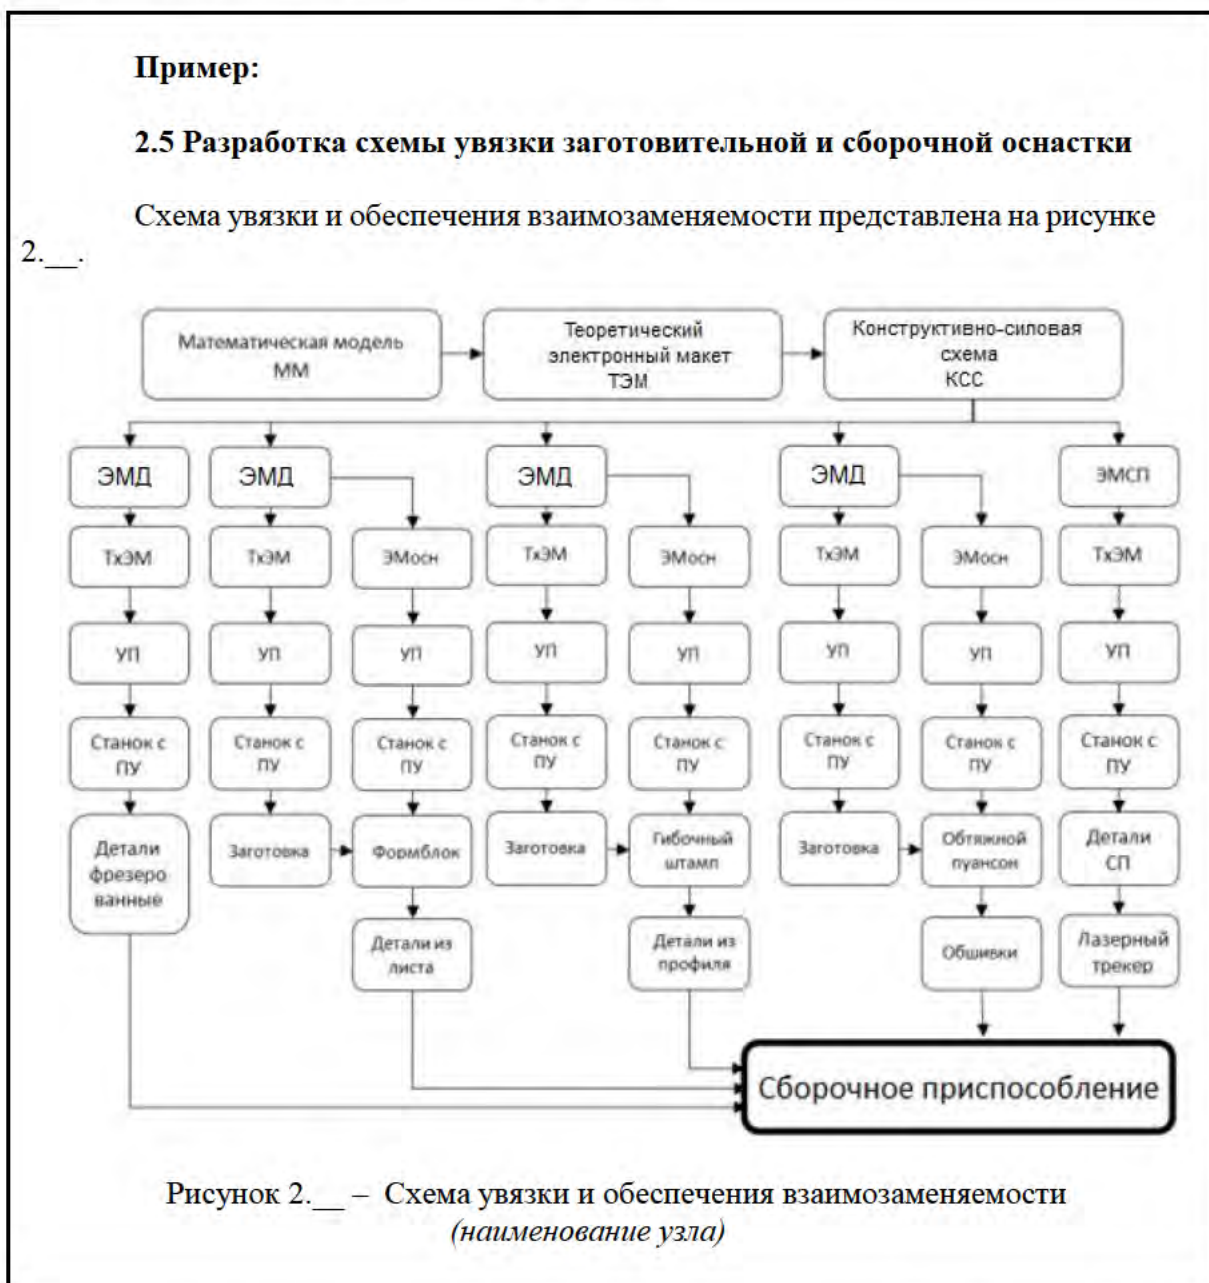 Пример:
2.5 Разработка схемы увязки заготовительной и сборочной оснастки
Схема увязки и обеспечения взаимозаменяемости представлена на рисунке
2.__.
Математическая модель
ММ
Теоретический
электронный макет
ТЭМ
Конструктивно-силовая
схема
КСС
ЭМД
ЭМД
ЭМД
ЭМД
ЭМСП
ТхЭМ
ТхЭМ
ЭМосн
ТхЭМ
ЭМосн
ТхЭМ
ЭМосн
ТхЭМ
УП
УП
УП
УП
УП
УП
УП
УП
Станок с
ПУ
Станок с
ПУ
Станок с
ПУ
Станок с
ПУ
Станок с
ПУ
Станок с
ПУ
Станок с
ПУ
Станок с
ПУ
Детали
фрезеро
ванные
Заготовка
Формблок
Заготовка
Гибочный
штамп
Заготовка
Обтяжной
пуансон
Детали
СП
Детали из
листа
Детали из
профиля
Обшивки
Лазерный
трекер
Сборочное приспособление
Рисунок 2.__ – Схема увязки и обеспечения взаимозаменяемости
(наименование узла)